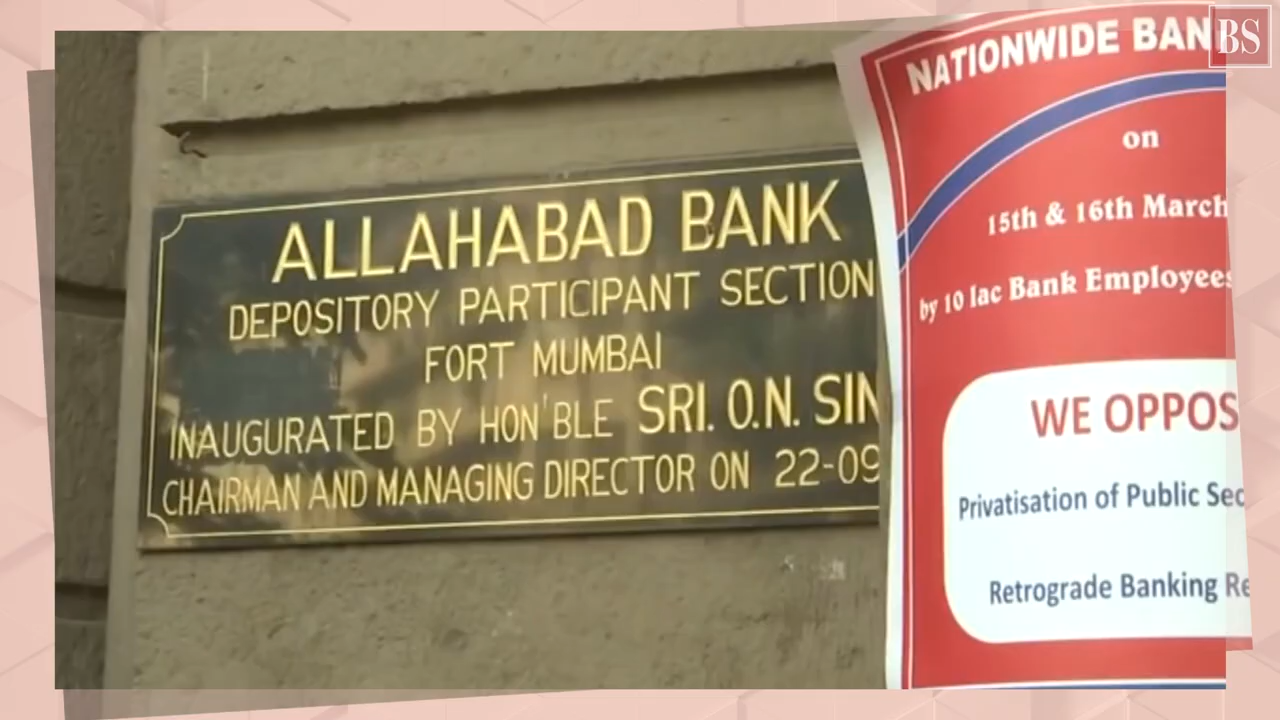 BS
ALLAHABAD BANK
DEPOSITORY PARTICIPANT SECTION
FORT MUMBAI
INAUGURATED BY HON'BLE SRI. O.N. SIN
CHAIRMAN AND MANAGING DIRECTOR ON 22-09
NATIONWIDE BAN
on
15th & 16th March
by 10 lac Bank Employees
WE OPPOS
Privatisation of Public Sec
Retrograde Banking Re